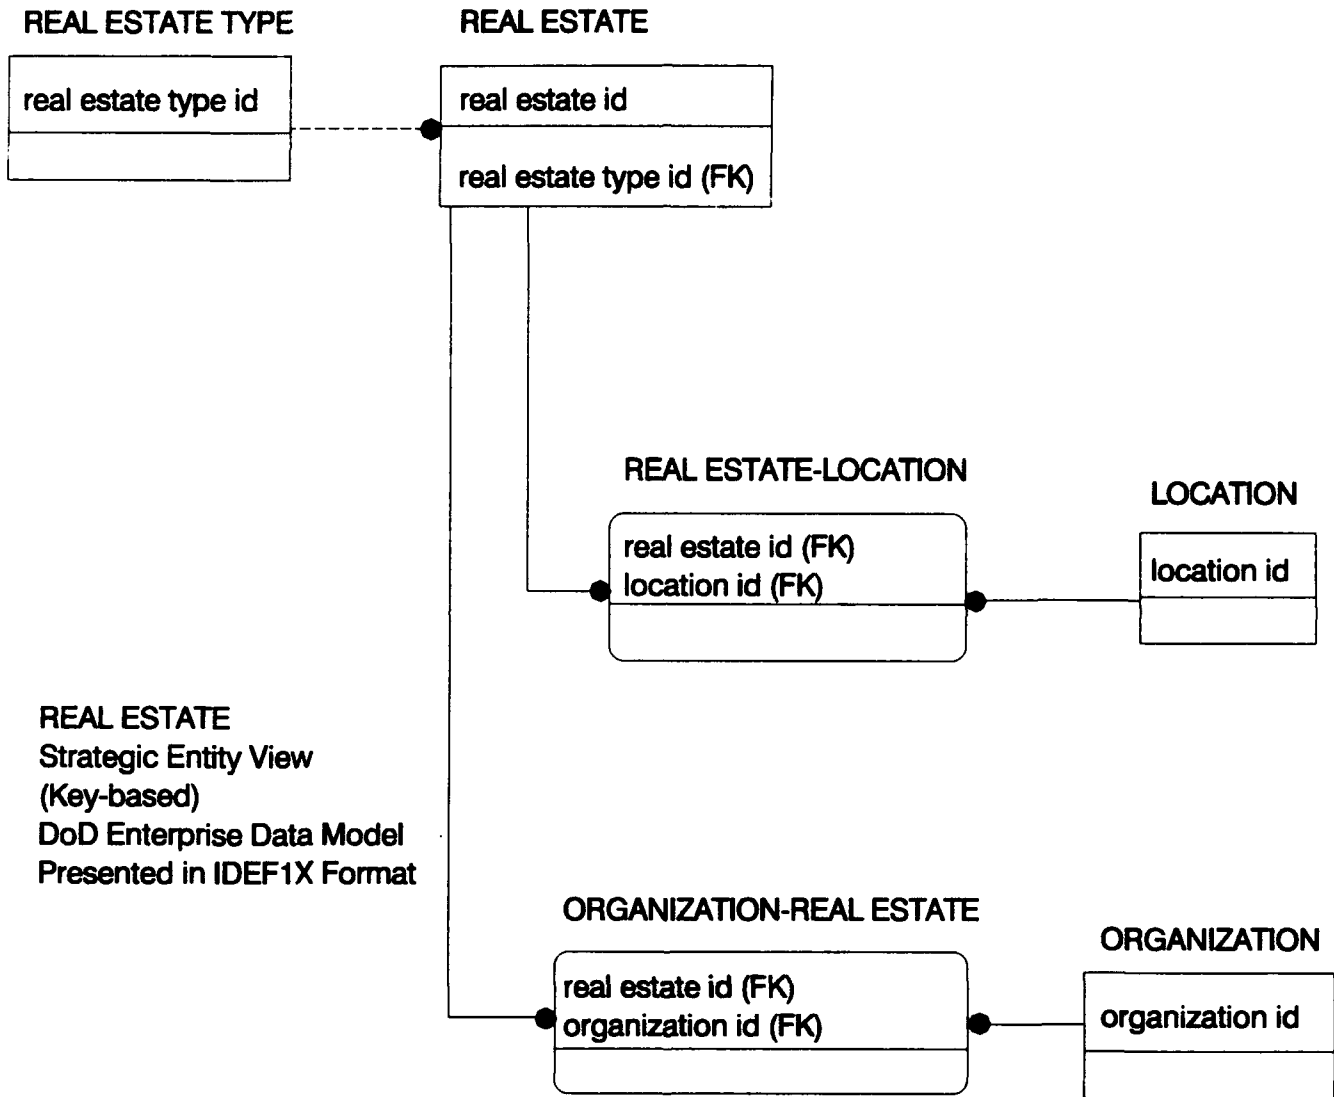 REAL ESTATE TYPE
real estate type id
REAL ESTATE
real estate id
real estate type id (FK)
REAL ESTATE-LOCATION
real estate id (FK)
location id (FK)
LOCATION
location id
REAL ESTATE
Strategic Entity View
(Key-based)
DoD Enterprise Data Model
Presented in IDEF1X Format
ORGANIZATION-REAL ESTATE
real estate id (FK)
organization id (FK)
ORGANIZATION
organization id